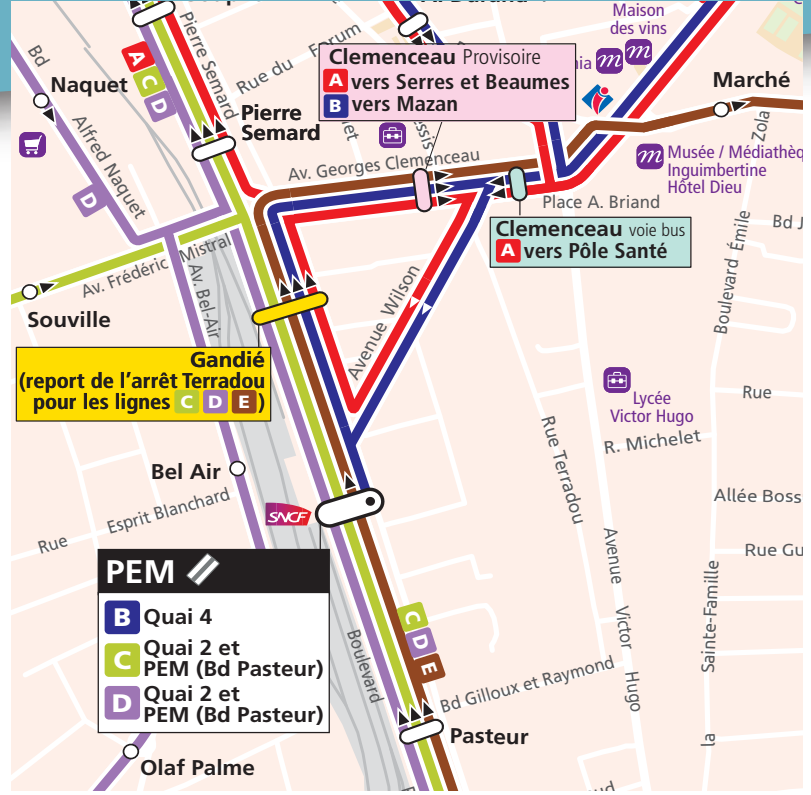 Maison
des vins
Bd
Naquet
Alfred Naquet
D
A
C
D
Pierre Semard
Rue du Forum
Pierre
Semard
Clemenceau Provisoire
A vers Serres et Beaumes
B vers Mazan
Marché
Zola
Musée / Médiathèq
Inguimbertine
Hôtel Dieu
Av. Georges Clemenceau
Place A. Briand
Clemenceau voie bus
A vers Pôle Santé
Boulevard Émile
Bd J
Av. Frédéric Mistral
Souville
Av. Bel-Air
Avenue Wilson
Gandié
(report de l'arrêt Terradou
pour les lignes C D E)
Lycée
Victor Hugo
Rue
R. Michelet
Rue Terradou
Bel Air
Rue Esprit Blanchard
SNCF
Allée Boss
Rue Gu
Avenue Victor Hugo
la Sainte-Famille
PEM
B Quai 4
C Quai 2 et
PEM (Bd Pasteur)
D Quai 2 et
PEM (Bd Pasteur)
Boulevard
C
D
E
Bd Gilloux et Raymond
Pasteur
Olaf Palme